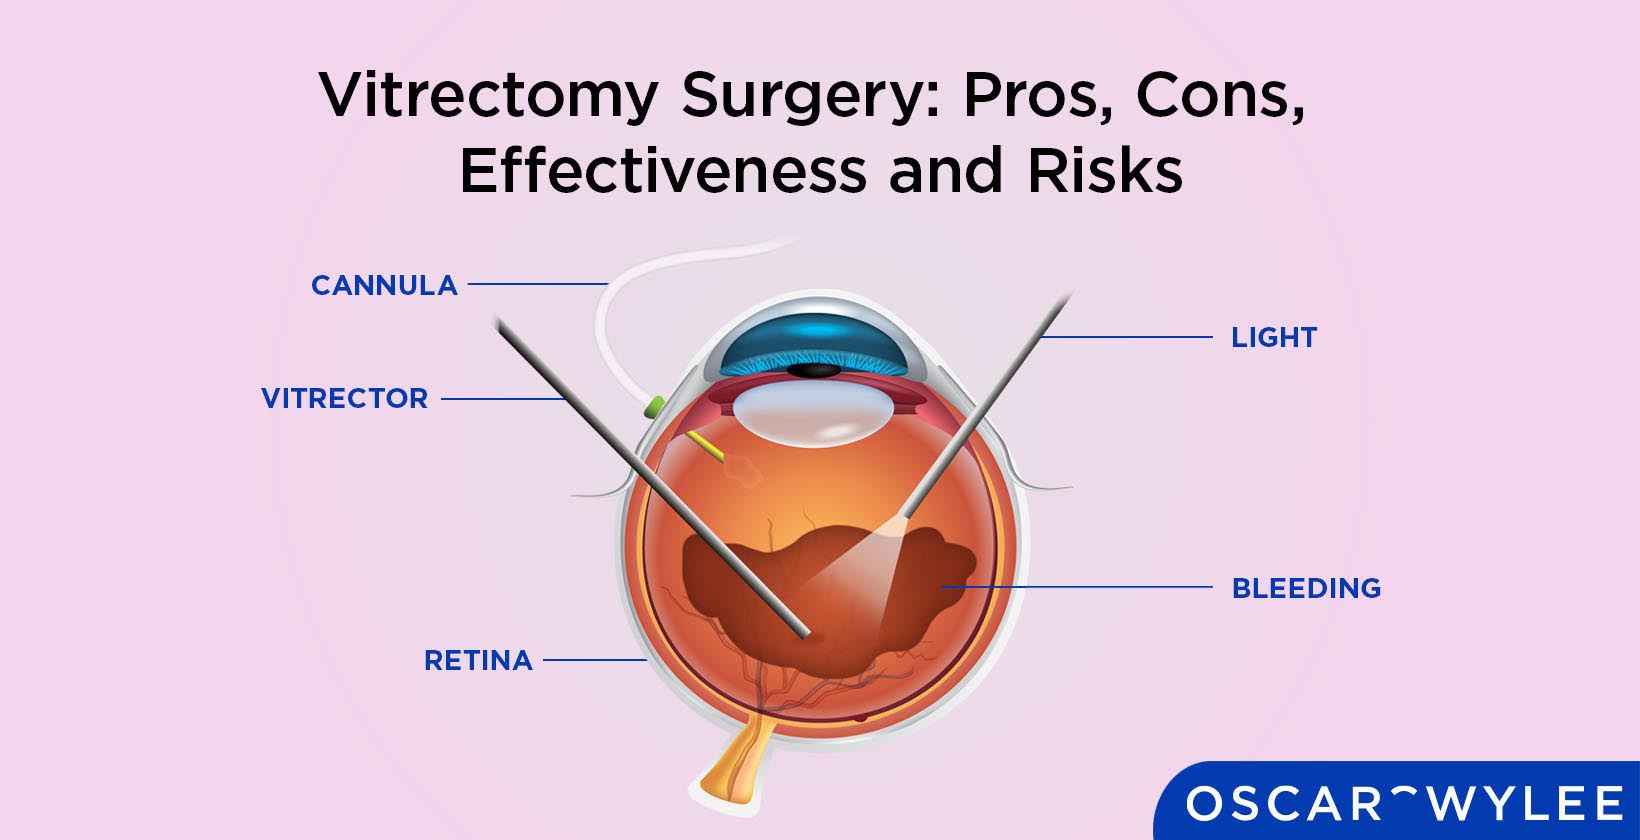 Vitrectomy Surgery: Pros, Cons,
Effectiveness and Risks
CANNULA
LIGHT
VITRECTOR
BLEEDING
RETINA
OSCAR WYLEE